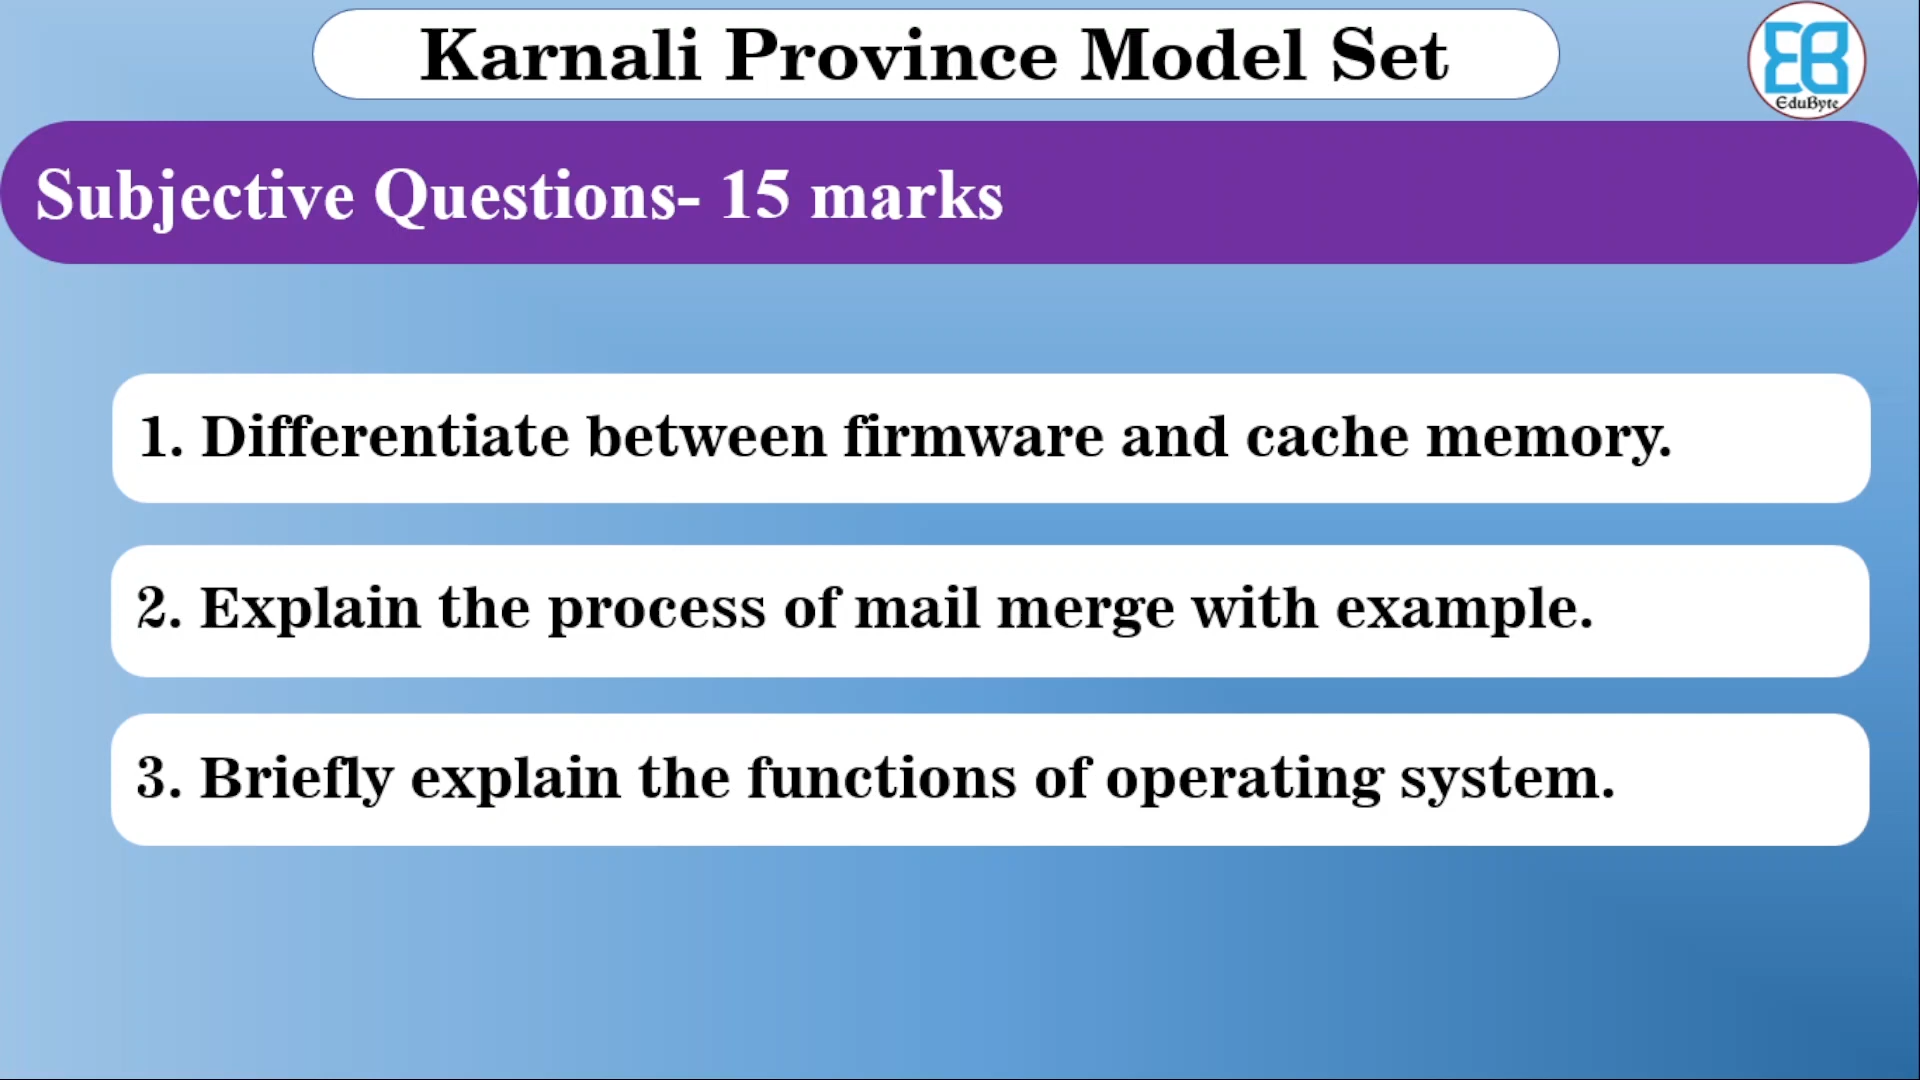 Karnali Province Model Set
EduByte
Subjective Questions- 15 marks
1. Differentiate between firmware and cache memory.
2. Explain the process of mail merge with example.
3. Briefly explain the functions of operating system.